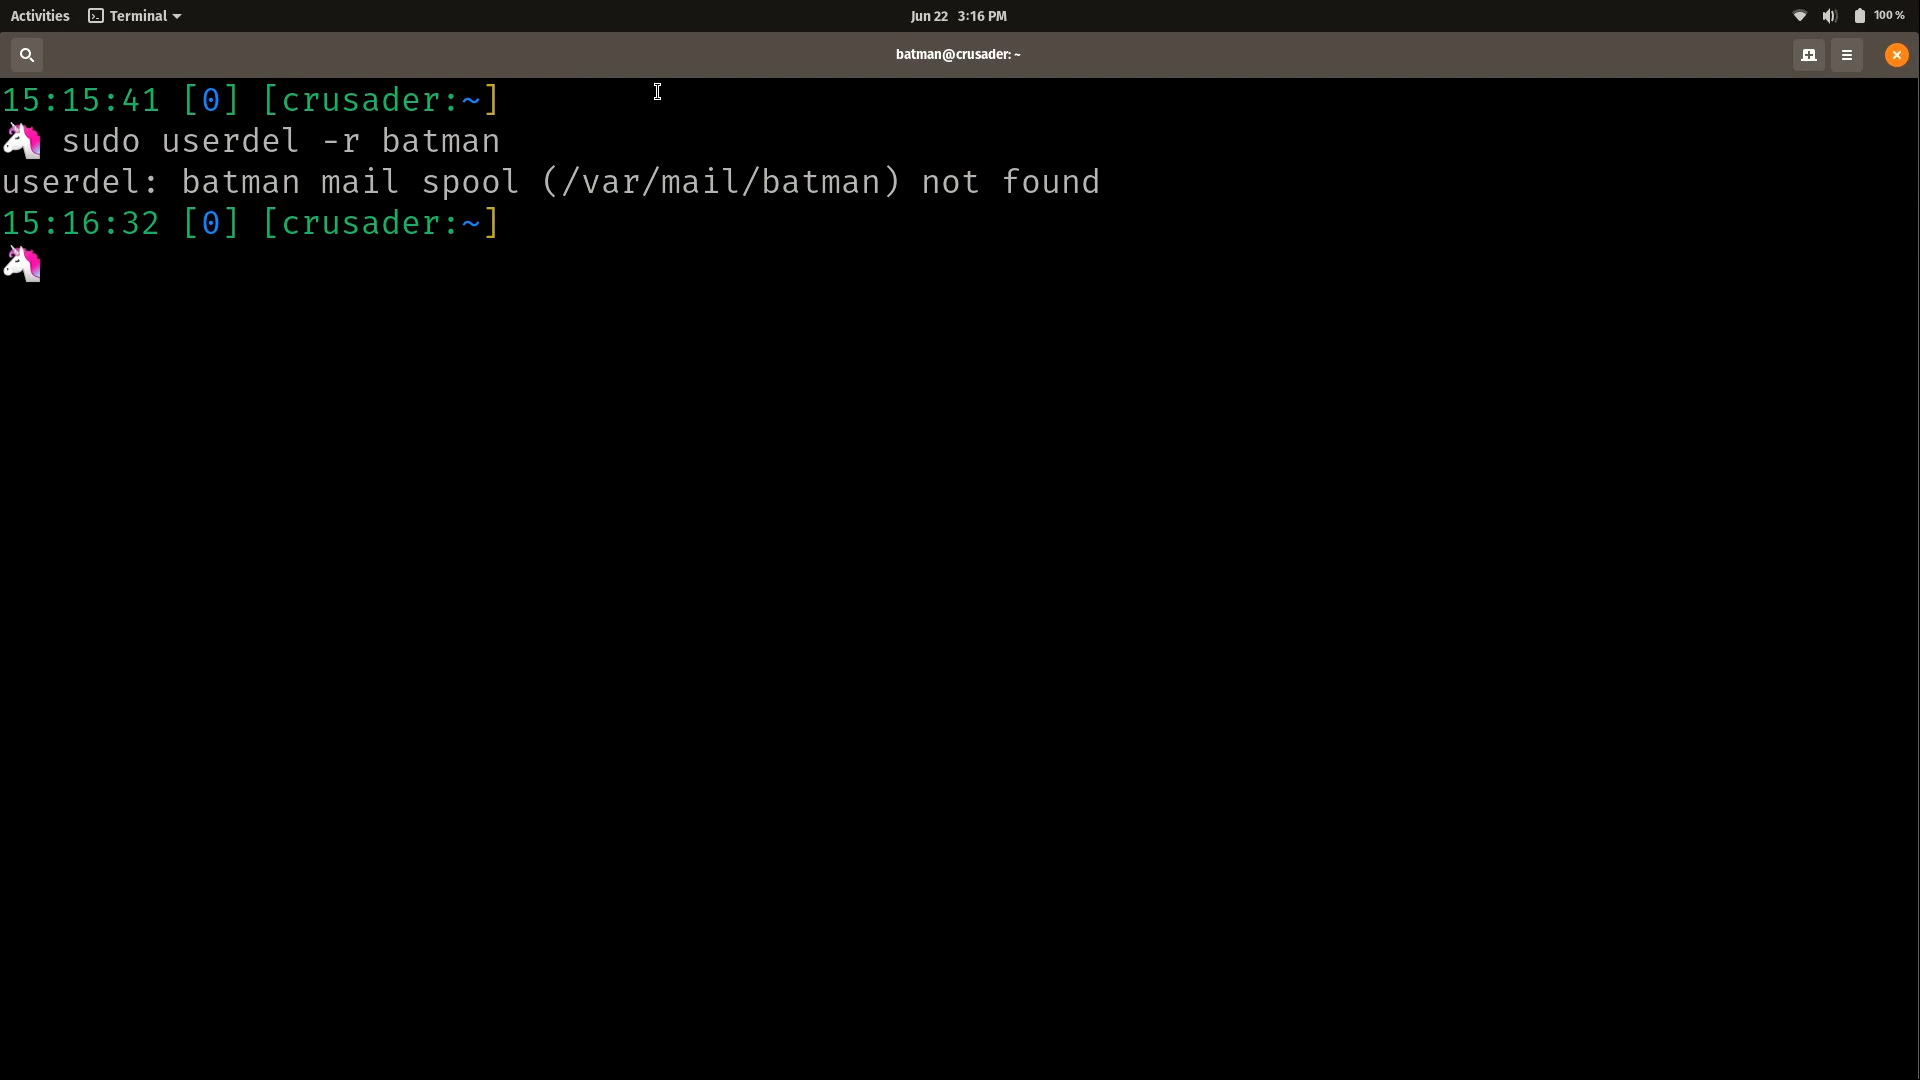 Activities Terminal Jun 22 3:16 PM 100 %
batman@crusader: ~
15:15:41 [0] [crusader:~]
🦄 sudo userdel -r batman
userdel: batman mail spool (/var/mail/batman) not found
15:16:32 [0] [crusader:~]
🦄